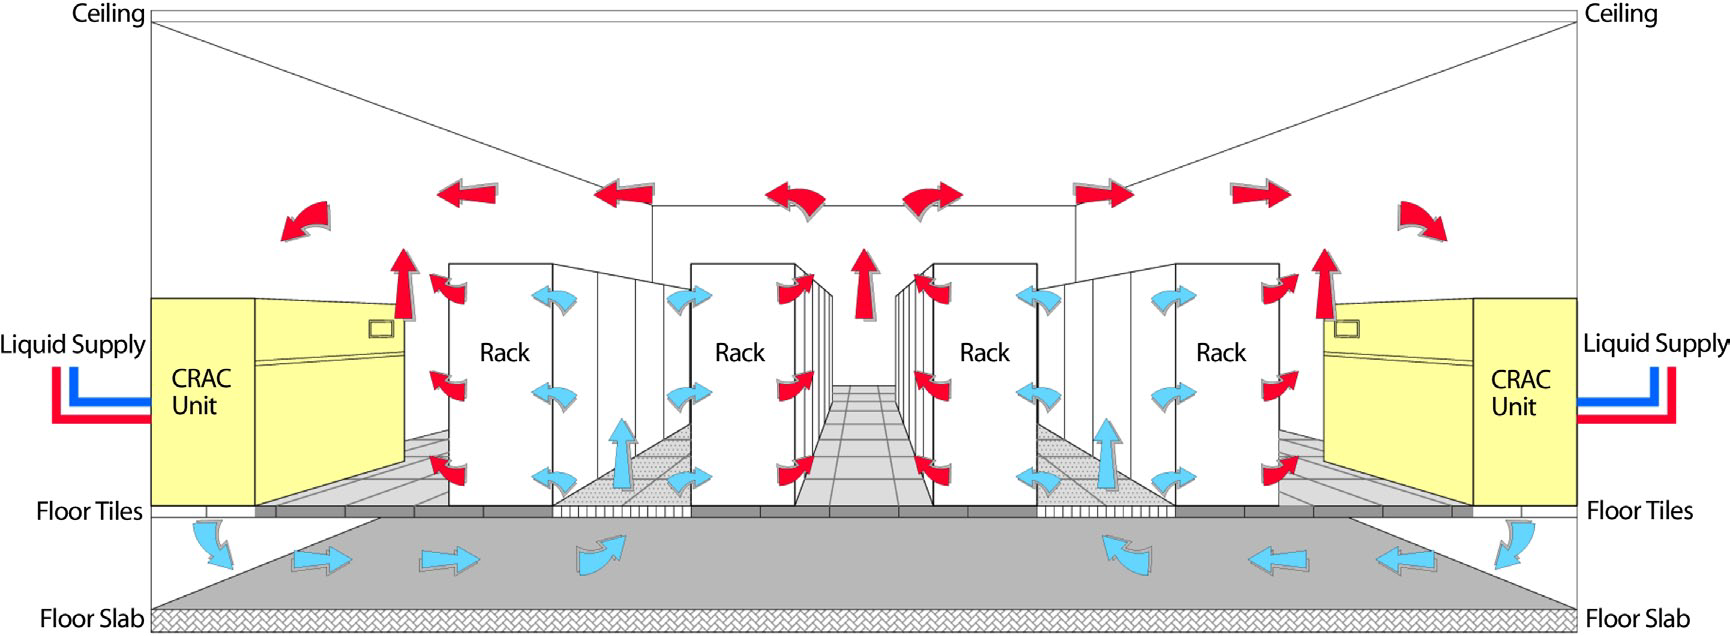 Ceiling
Ceiling
Liquid Supply
Liquid Supply
CRAC
Unit
Rack
Rack
Rack
Rack
CRAC
Unit
Floor Tiles
Floor Tiles
Floor Slab
Floor Slab